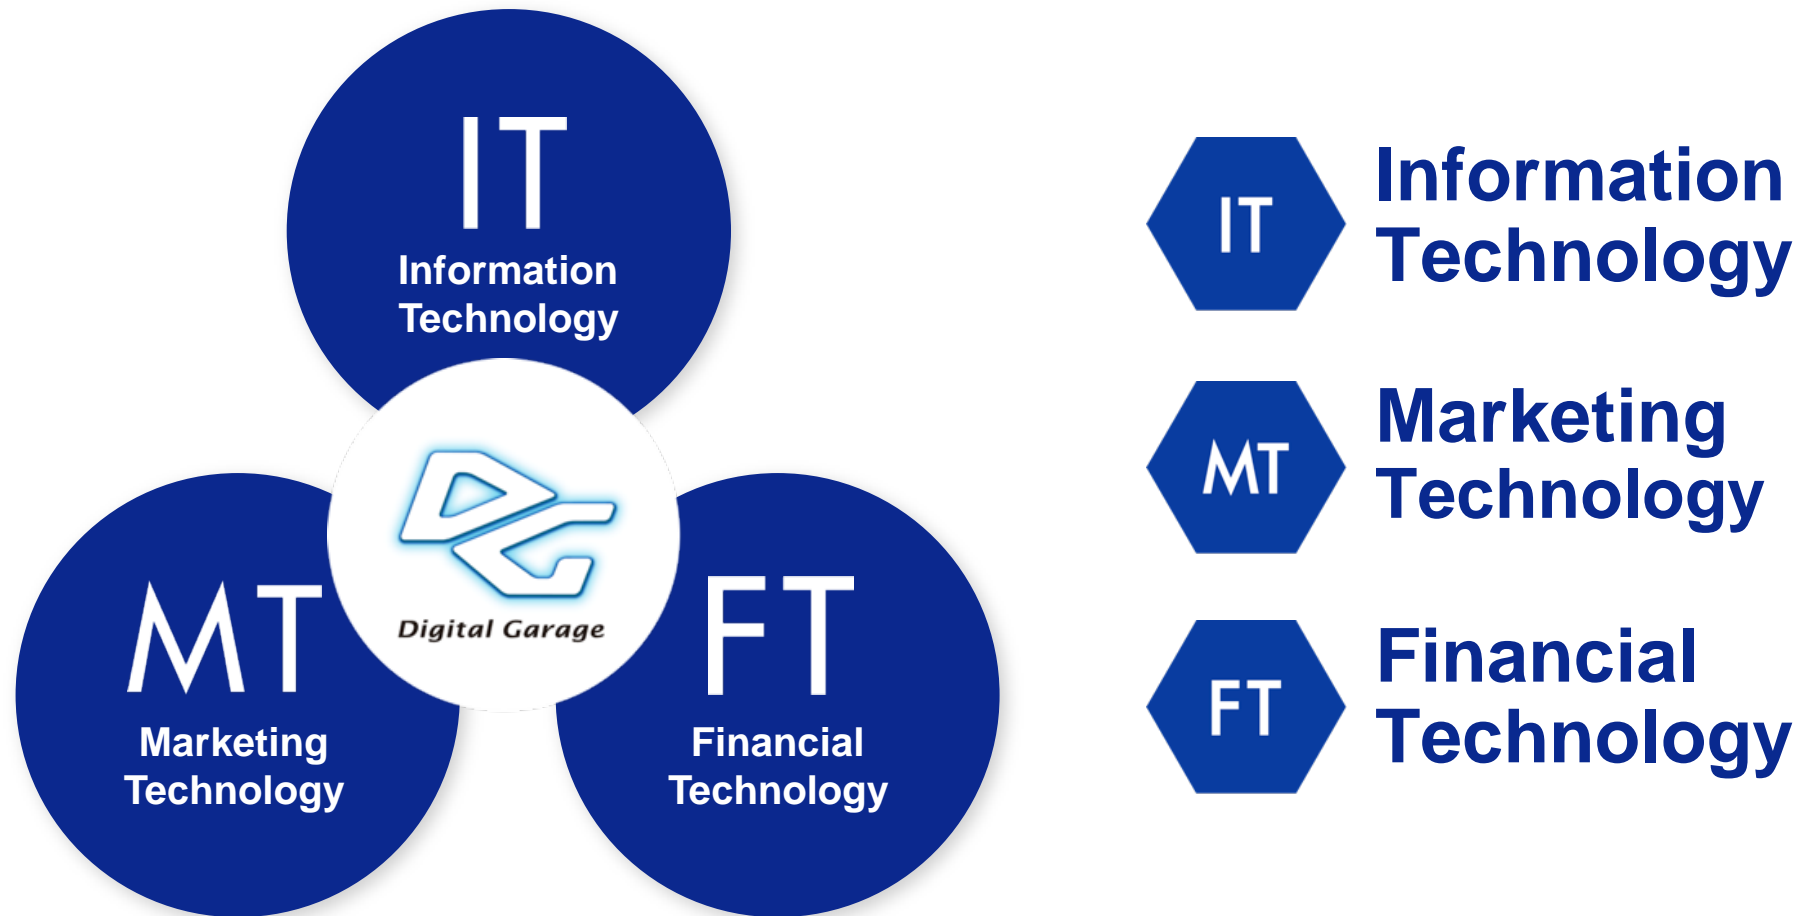 IT
Information
Technology
DG
Digital Garage
MT
Marketing
Technology
FT
Financial
Technology
IT
Information
Technology
MT
Marketing
Technology
FT
Financial
Technology